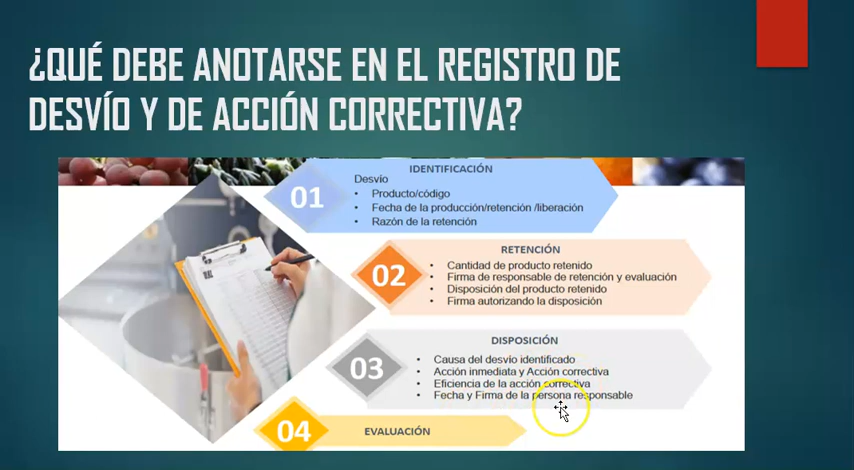 ¿QUÉ DEBE ANOTARSE EN EL REGISTRO DE
DESVÍO Y DE ACCIÓN CORRECTIVA?
01
IDENTIFICACIÓN
Desvío
• Producto/código
• Fecha de la producción/retención /liberación
• Razón de la retención
02
RETENCIÓN
• Cantidad de producto retenido
• Firma de responsable de retención y evaluación
• Disposición del producto retenido
• Firma autorizando la disposición
03
DISPOSICIÓN
• Causa del desvío identificado
• Acción inmediata y Acción correctiva
• Eficiencia de la acción correctiva
• Fecha y Firma de la persona responsable
04
EVALUACIÓN